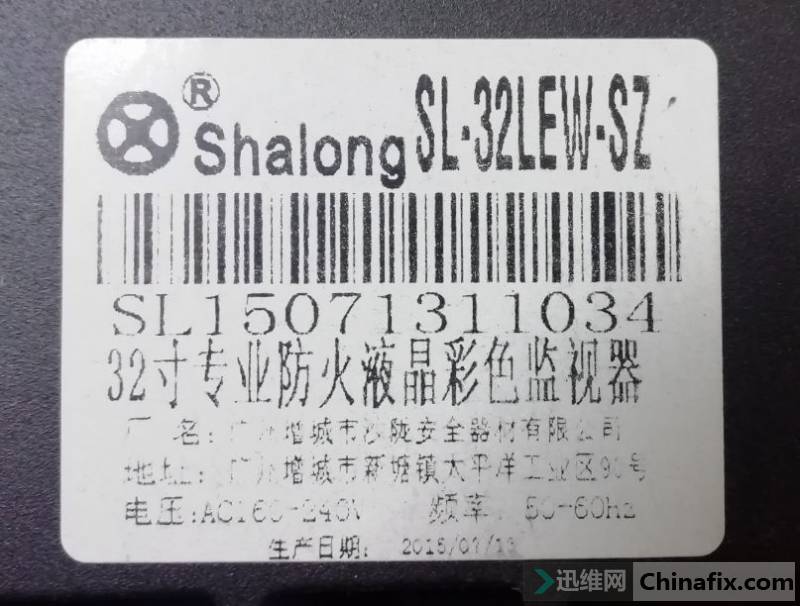 ® Shalong SL-32LEW-SZ
SL15071311034
32寸专业防火液晶彩色监视器
厂 名: 广州增城市沙陇安全器材有限公司
地址: 广州增城市新塘镇太平洋工业区90号
电压:AC160-240V 频率: 50-60Hz
生产日期: 2015/07/13
迅维网 Chinafix.com